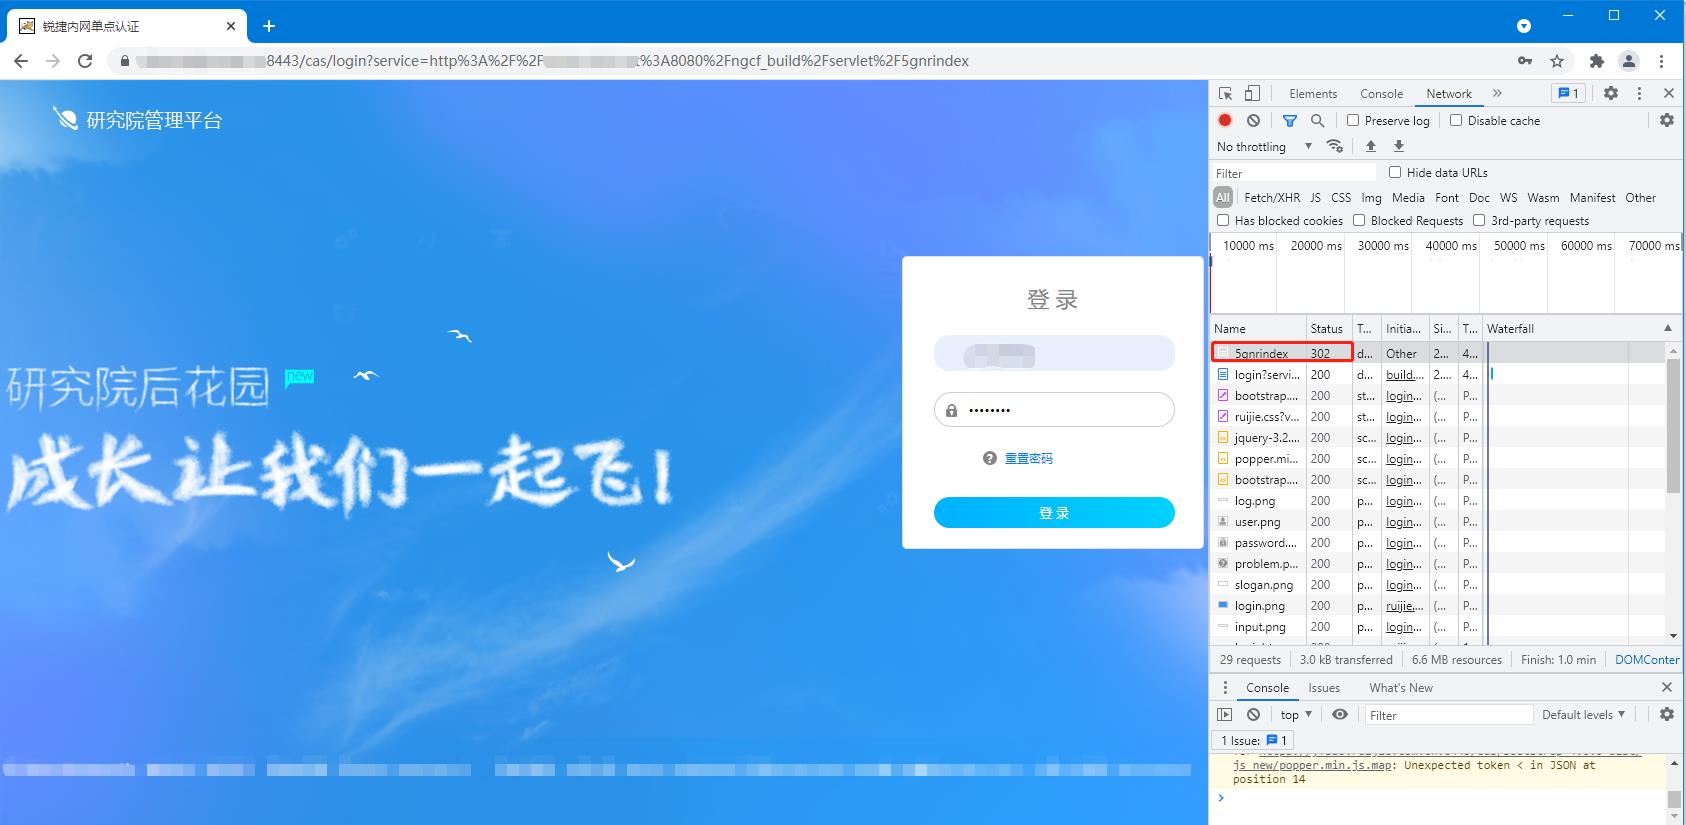 锐捷内网单点认证
8443/cas/login?service=http%3A%2F%2F
t%3A8080%2Fngcf_build%2Fservlet%2F5gnrindex
研究院管理平台
登录
研究院后花园
new
成长让我们一起飞!
重置密码
登录
Elements
Console
Network
1
Preserve log
Disable cache
No throttling
Filter
Hide data URLs
All
Fetch/XHR
JS
CSS
Img
Media
Font
Doc
WS
Wasm
Manifest
Other
Has blocked cookies
Blocked Requests
3rd-party requests
10000 ms
20000 ms
30000 ms
40000 ms
50000 ms
60000 ms
70000 ms
Name Status T... Initia... Si... T... Waterfall
5gnrindex 302 d... Other 2... 4...
login?servi... 200 d... build.... 2.... 4...
bootstrap.... 200 st... login... (... P...
ruijie.css?v... 200 st... login... (... P...
jquery-3.2.... 200 sc... login... (... P...
popper.mi... 200 sc... login... (... P...
bootstrap.... 200 sc... login... (... P...
log.png 200 p... login... (... P...
user.png 200 p... login... (... P...
password.... 200 p... login... (... P...
problem.p... 200 p... login... (... P...
slogan.png 200 p... login... (... P...
login.png 200 p... ruijie.... (... P...
input.png 200 p... login... (... P...
29 requests
3.0 kB transferred
6.6 MB resources
Finish: 1.0 min
DOMConter
Console
Issues
What's New
top
Filter
Default levels
1 Issue: 1
js_new/popper.min.js.map: Unexpected token < in JSON at
position 14